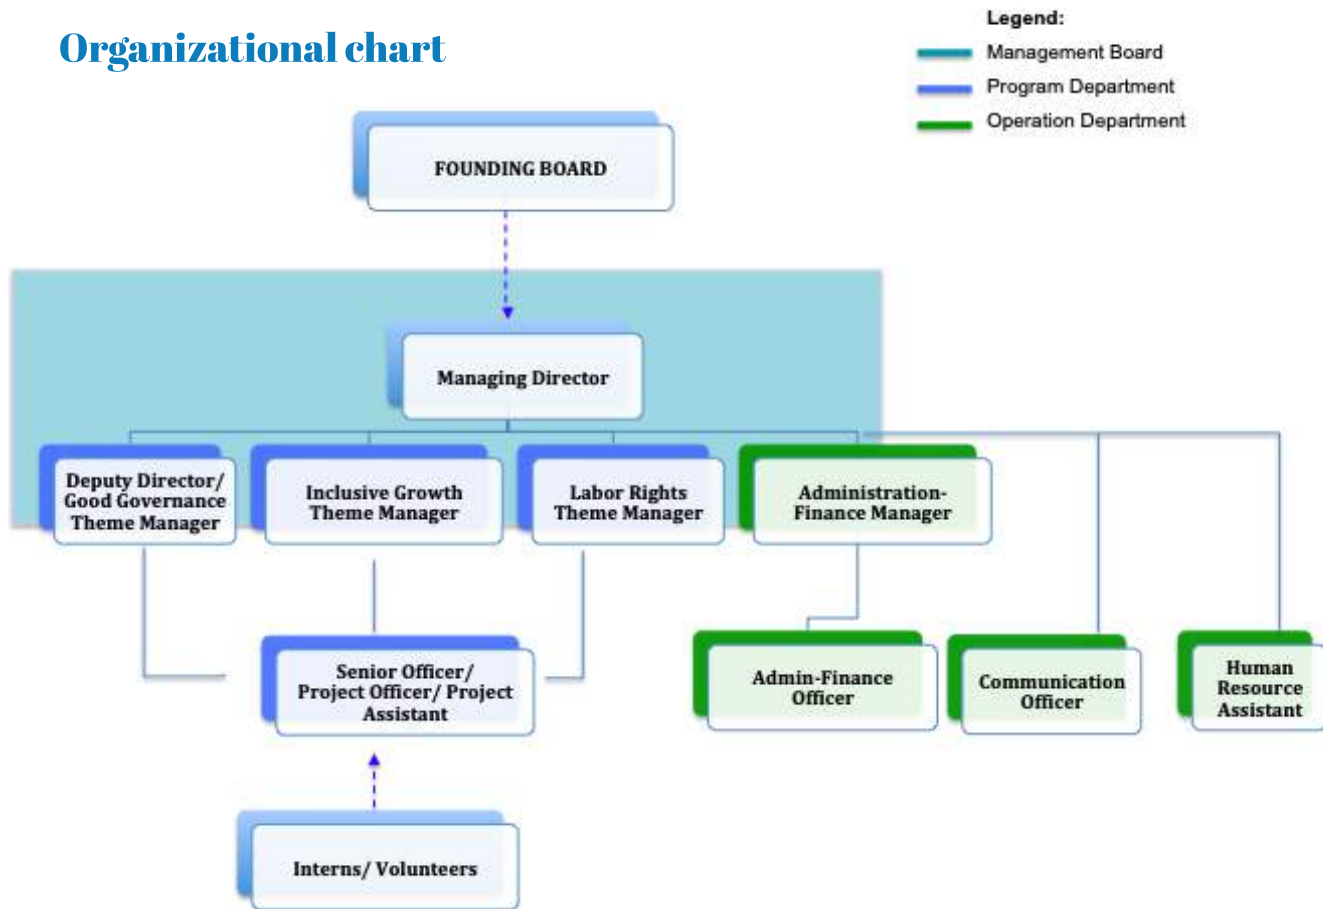 Organizational chart
Legend:
Management Board
Program Department
Operation Department
FOUNDING BOARD
Managing Director
Deputy Director/
Good Governance
Theme Manager
Inclusive Growth
Theme Manager
Labor Rights
Theme Manager
Administration-
Finance Manager
Senior Officer/
Project Officer/ Project
Assistant
Admin-Finance
Officer
Communication
Officer
Human
Resource
Assistant
Interns/ Volunteers